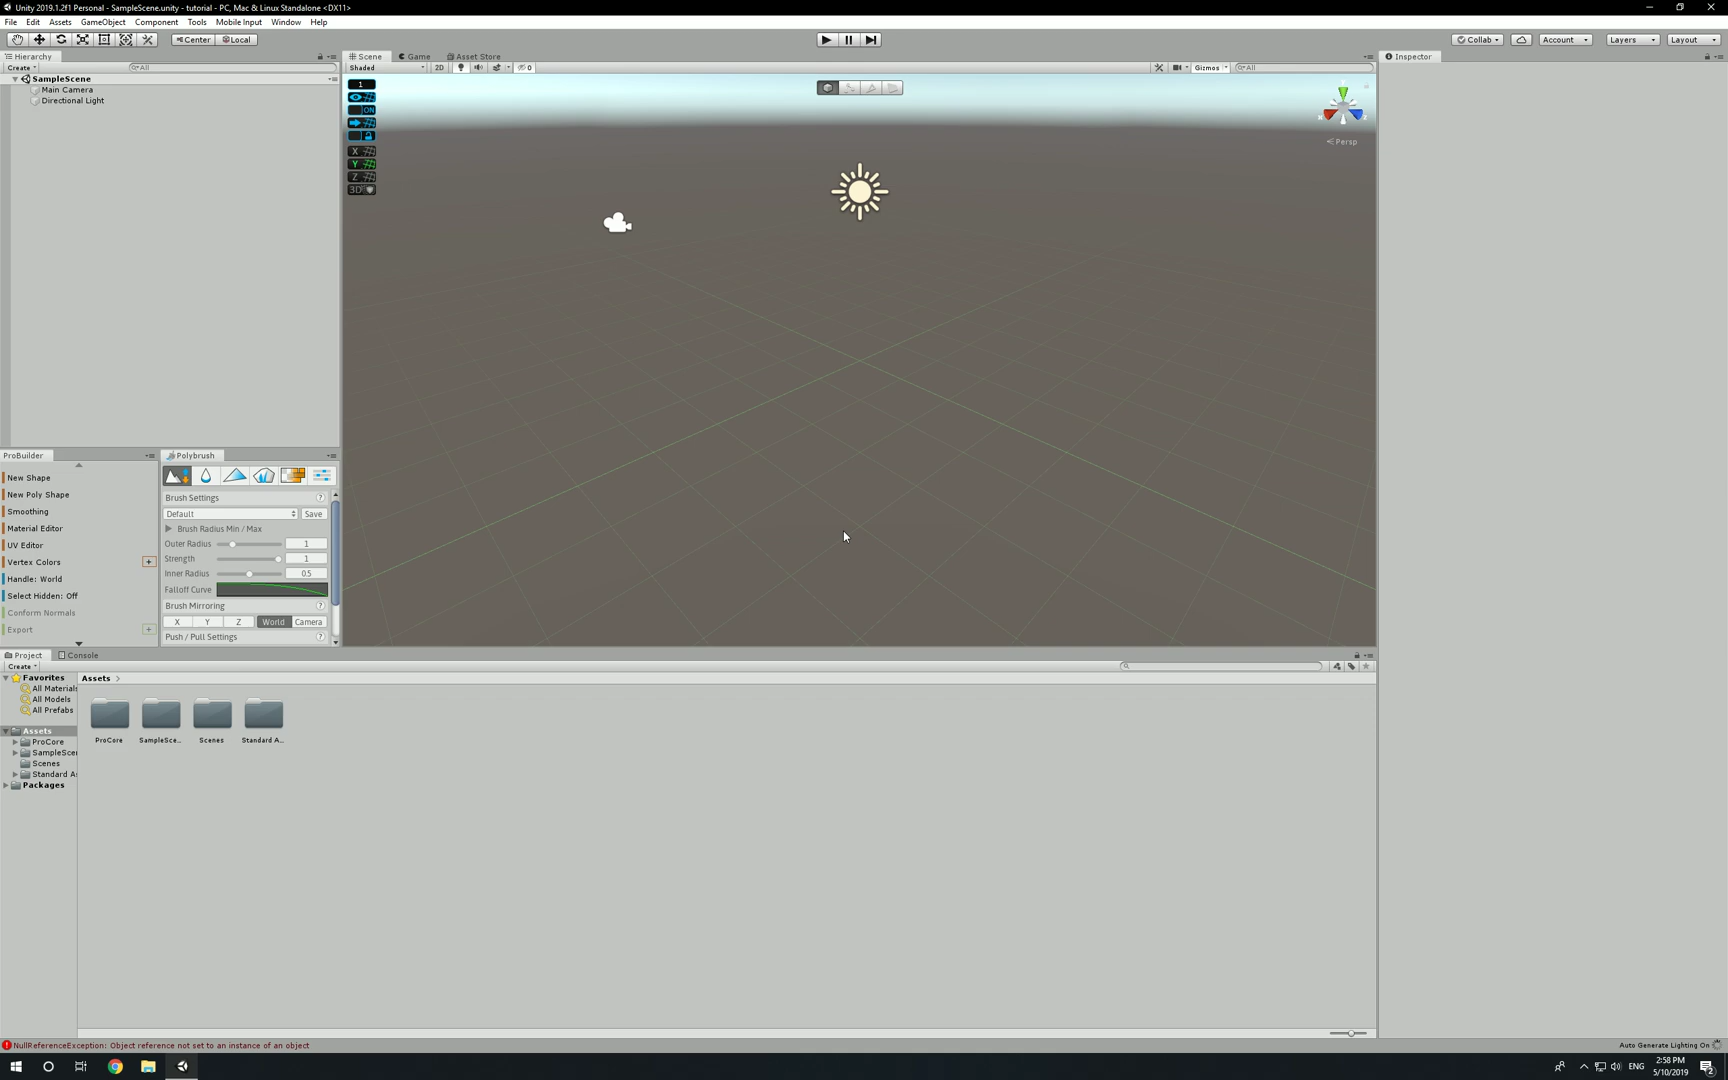 Unity 2019.1.2f1 Personal - SampleScene.unity - tutorial - PC, Mac & Linux Standalone <DX11>
File Edit Assets GameObject Component Tools Mobile Input Window Help
Center Local
Collab Account Layers Layout
Hierarchy
Create All
SampleScene
Main Camera
Directional Light
Scene Game Asset Store
Shaded 2D 0 Gizmos All
1
ON
X
Y
Z
3D
Persp
Inspector
ProBuilder
New Shape
New Poly Shape
Smoothing
Material Editor
UV Editor
Vertex Colors +
Handle: World
Select Hidden: Off
Conform Normals
Export +
Polybrush
Brush Settings ?
Default Save
Brush Radius Min / Max
Outer Radius 1
Strength 1
Inner Radius 0.5
Falloff Curve
Brush Mirroring ?
X Y Z World Camera
Push / Pull Settings ?
Project Console
Create
Favorites
All Materials
All Models
All Prefabs
Assets
ProCore
SampleScen
Scenes
Standard As
Packages
Assets >
ProCore SampleSce... Scenes Standard A...
NullReferenceException: Object reference not set to an instance of an object
Auto Generate Lighting On
ENG
2:58 PM
5/10/2019
2